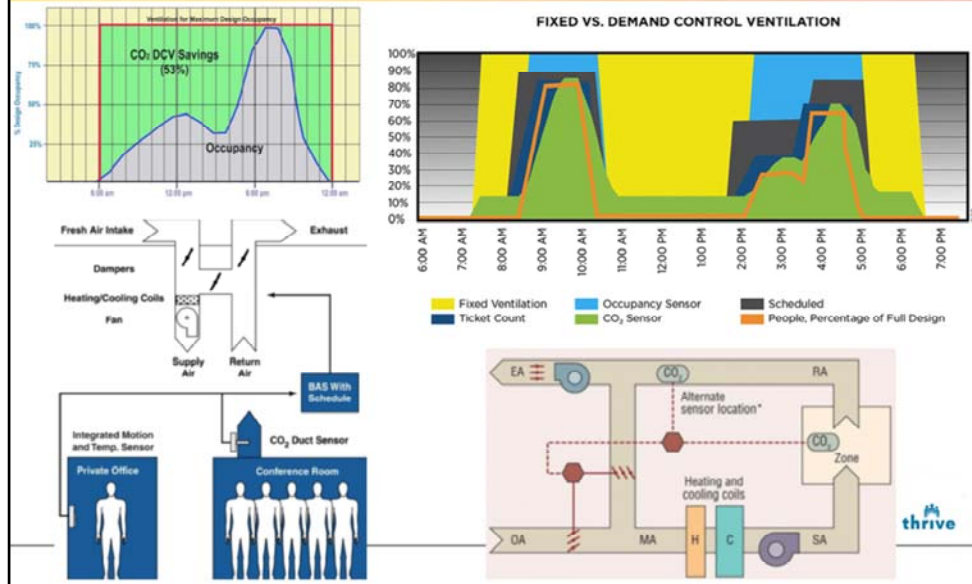 Ventilation for Maximum Design Occupancy
100%
75%
50%
25%
% Design Occupancy
CO₂ DCV Savings
(53%)
Occupancy
6:00 am
12:00 pm
6:00 pm
12:00 am
FIXED VS. DEMAND CONTROL VENTILATION
100%
90%
80%
70%
60%
50%
40%
30%
20%
10%
0%
6:00 AM
7:00 AM
8:00 AM
9:00 AM
10:00 AM
11:00 AM
12:00 PM
1:00 PM
2:00 PM
3:00 PM
4:00 PM
5:00 PM
6:00 PM
7:00 PM
Fixed Ventilation
Occupancy Sensor
Scheduled
Ticket Count
CO₂ Sensor
People, Percentage of Full Design
Fresh Air Intake
Exhaust
Dampers
Heating/Cooling Coils
Fan
Supply
Air
Return
Air
BAS With
Schedule
Integrated Motion
and Temp. Sensor
CO₂ Duct Sensor
Private Office
Conference Room
EA
CO₂
RA
Alternate
sensor location*
CO₂
Zone
Heating and
cooling coils
OA
MA
H
C
SA
thrive